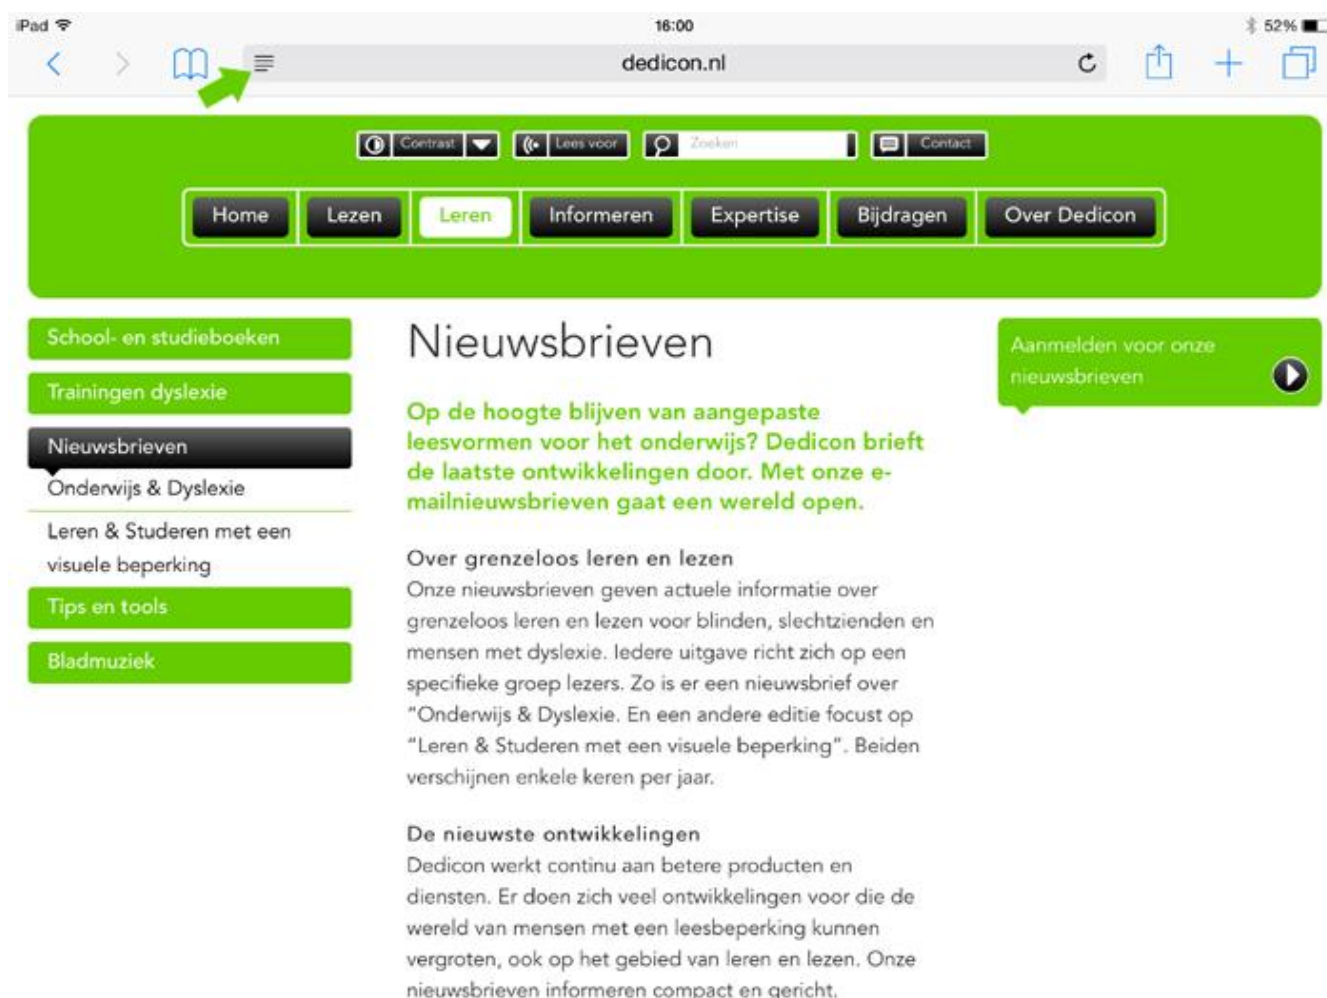 iPad 16:00 52%
dedicon.nl
Contrast Lees voor Zoeken Contact
Home Lezen Leren Informeren Expertise Bijdragen Over Dedicon
School- en studieboeken
Trainingen dyslexie
Nieuwsbrieven
Onderwijs & Dyslexie
Leren & Studeren met een
visuele beperking
Tips en tools
Bladmuziek
Nieuwsbrieven
Op de hoogte blijven van aangepaste
leesvormen voor het onderwijs? Dedicon brieft
de laatste ontwikkelingen door. Met onze e-
mailnieuwsbrieven gaat een wereld open.
Over grenzeloos leren en lezen
Onze nieuwsbrieven geven actuele informatie over
grenzeloos leren en lezen voor blinden, slechtzienden en
mensen met dyslexie. Iedere uitgave richt zich op een
specifieke groep lezers. Zo is er een nieuwsbrief over
"Onderwijs & Dyslexie. En een andere editie focust op
"Leren & Studeren met een visuele beperking". Beiden
verschijnen enkele keren per jaar.
De nieuwste ontwikkelingen
Dedicon werkt continu aan betere producten en
diensten. Er doen zich veel ontwikkelingen voor die de
wereld van mensen met een leesbeperking kunnen
vergroten, ook op het gebied van leren en lezen. Onze
nieuwsbrieven informeren compact en gericht.
Aanmelden voor onze
nieuwsbrieven